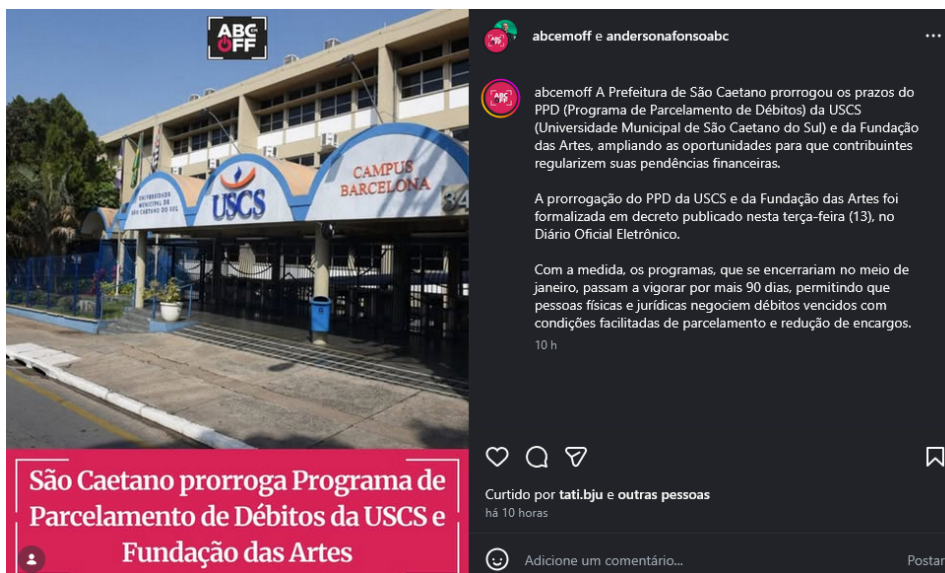 ABC
EM
OFF
UNIVERSIDADE
MUNICIPAL DE
SÃO CAETANO DO SUL
USCS
CAMPUS
BARCELONA
São Caetano prorroga Programa de
Parcelamento de Débitos da USCS e
Fundação das Artes
abcemoff e andersonafonsoabc
abcemoff A Prefeitura de São Caetano prorrogou os prazos do
PPD (Programa de Parcelamento de Débitos) da USCS
(Universidade Municipal de São Caetano do Sul) e da Fundação
das Artes, ampliando as oportunidades para que contribuintes
regularizem suas pendências financeiras.
A prorrogação do PPD da USCS e da Fundação das Artes foi
formalizada em decreto publicado nesta terça-feira (13), no
Diário Oficial Eletrônico.
Com a medida, os programas, que se encerrariam no meio de
janeiro, passam a vigorar por mais 90 dias, permitindo que
pessoas físicas e jurídicas negociem débitos vencidos com
condições facilitadas de parcelamento e redução de encargos.
10 h
Curtido por tati.bju e outras pessoas
há 10 horas
Adicione um comentário...
Postar